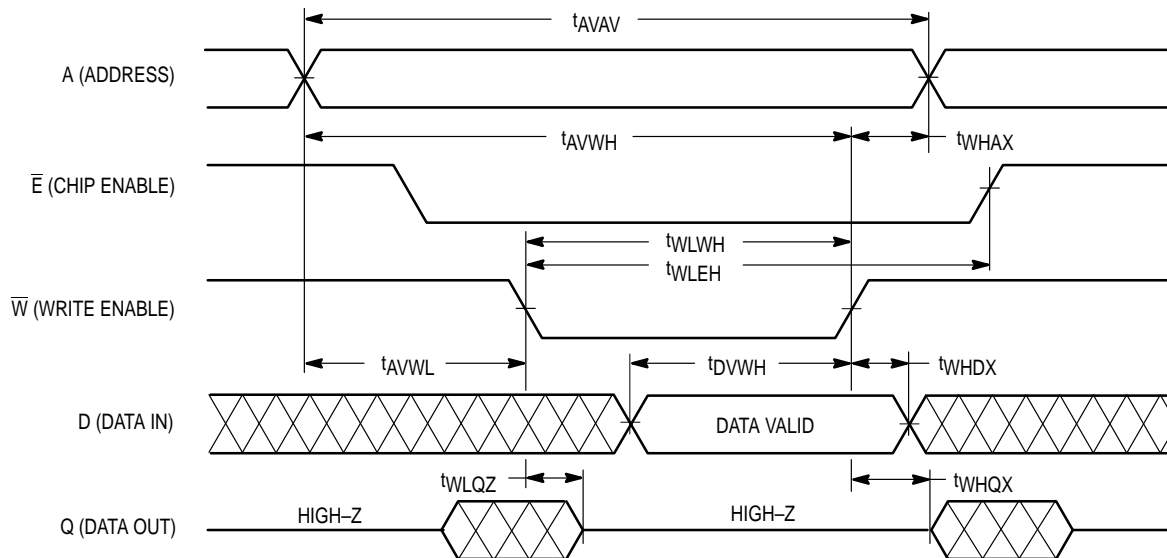 tAVAV
A (ADDRESS)
tAVWH
tWHAX
E̅ (CHIP ENABLE)
tWLWH
tWLEH
W̅ (WRITE ENABLE)
tAVWL
tDVWH
tWHDX
D (DATA IN)
DATA VALID
tWLQZ
tWHQX
Q (DATA OUT)
HIGH–Z
HIGH–Z